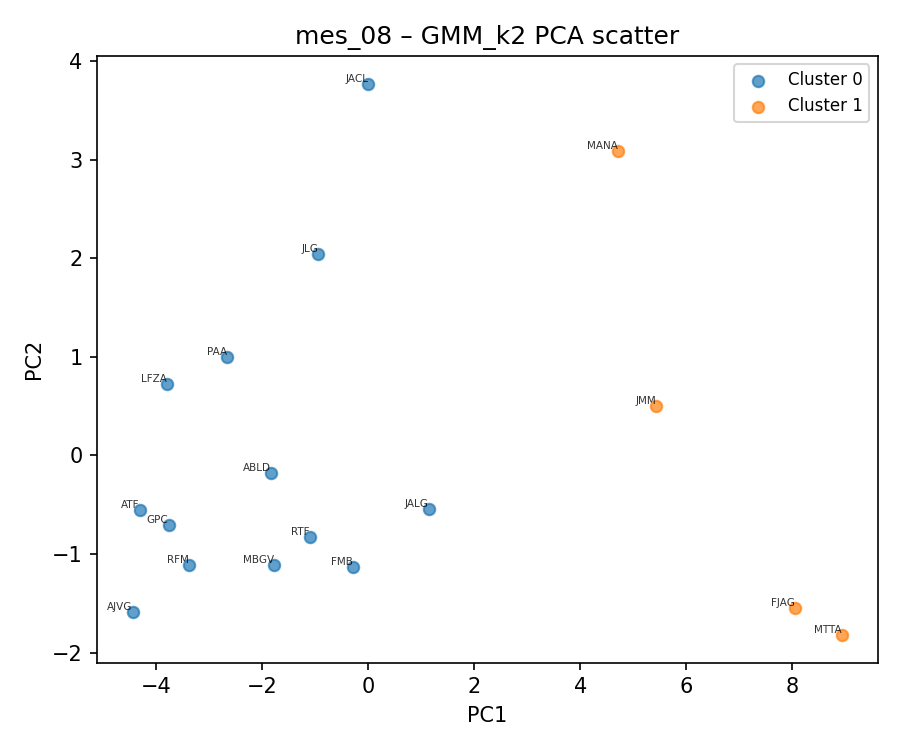 mes_08 – GMM_k2 PCA scatter
Cluster 0
Cluster 1
PC2
4
3
2
1
0
−1
−2
JACL
MANA
JLG
PAA
LFZA
JMM
ABLD
ATF
GPC
JALG
RTF
RFM
MBGV
FMB
AJVG
FJAG
MTTA
−4
−2
0
2
4
6
8
PC1